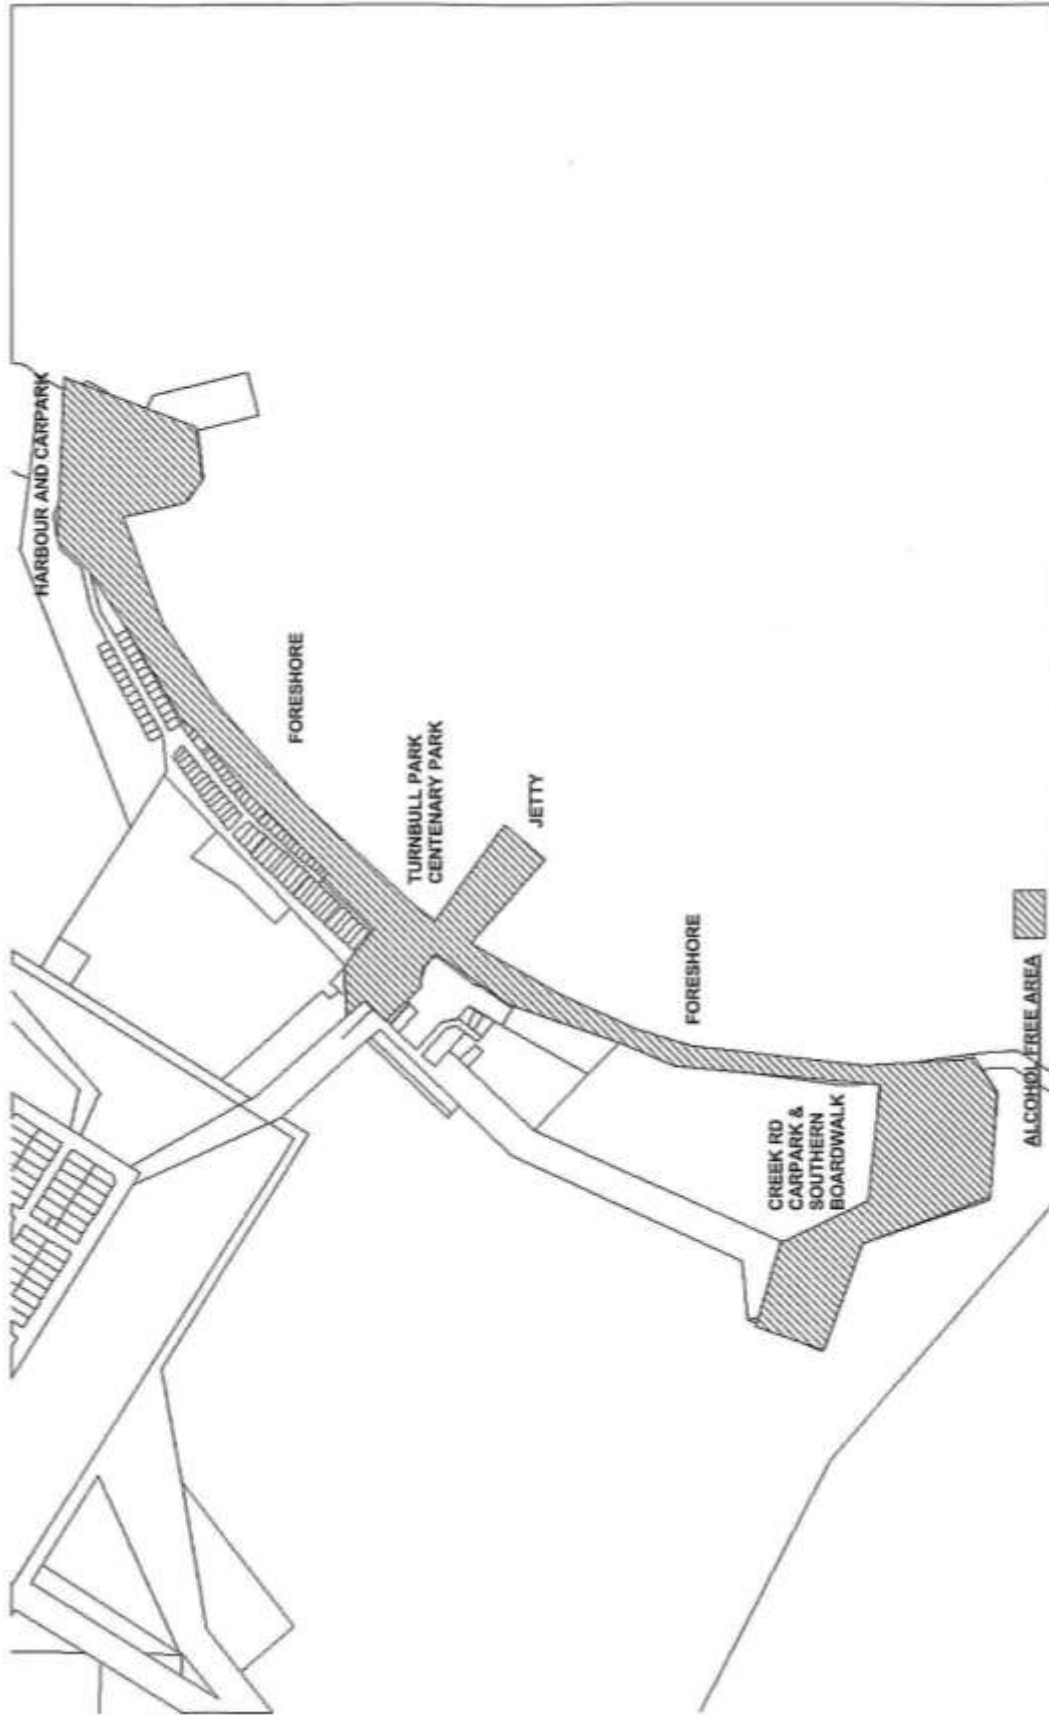 HARBOUR AND CARPARK
FORESHORE
TURNBULL PARK
CENTENARY PARK
JETTY
FORESHORE
CREEK RD
CARPARK &
SOUTHERN
BOARDWALK
ALCOHOL FREE AREA